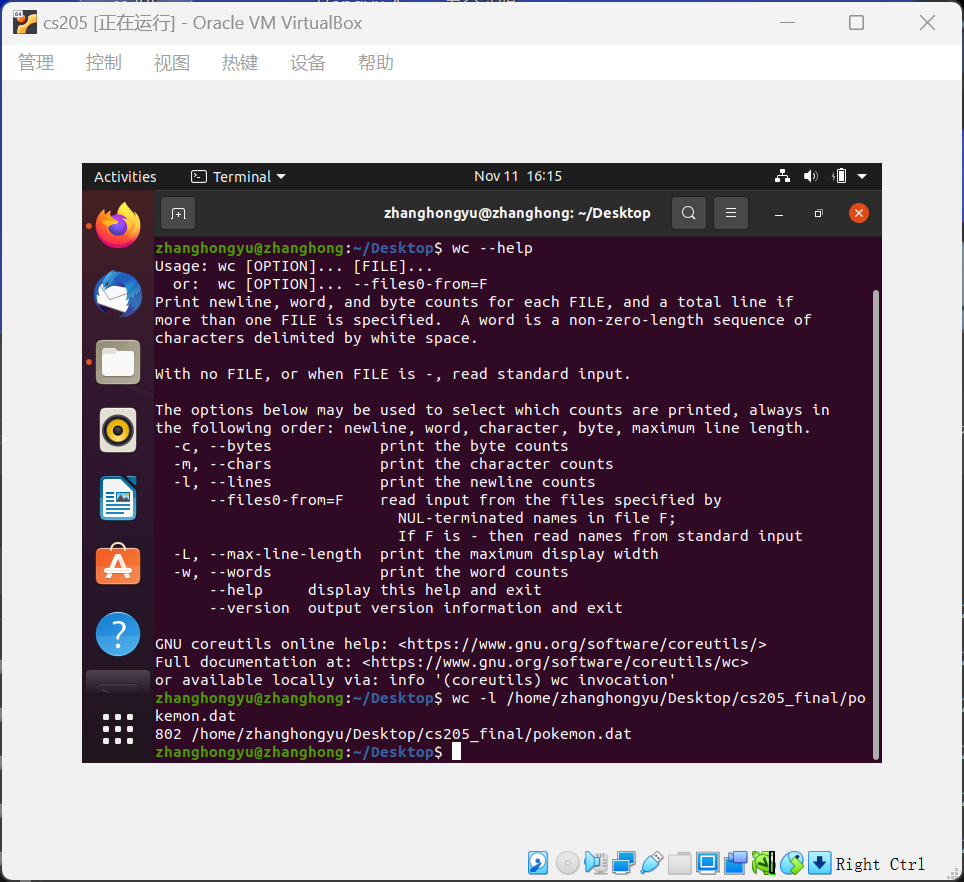 cs205 [正在运行] - Oracle VM VirtualBox
管理 控制 视图 热键 设备 帮助
Activities Terminal Nov 11 16:15
zhanghongyu@zhanghong: ~/Desktop
zhanghongyu@zhanghong:~/Desktop$ wc --help
Usage: wc [OPTION]... [FILE]...
  or:  wc [OPTION]... --files0-from=F
Print newline, word, and byte counts for each FILE, and a total line if
more than one FILE is specified.  A word is a non-zero-length sequence of
characters delimited by white space.

With no FILE, or when FILE is -, read standard input.

The options below may be used to select which counts are printed, always in
the following order: newline, word, character, byte, maximum line length.
  -c, --bytes            print the byte counts
  -m, --chars            print the character counts
  -l, --lines            print the newline counts
      --files0-from=F    read input from the files specified by
                           NUL-terminated names in file F;
                           If F is - then read names from standard input
  -L, --max-line-length  print the maximum display width
  -w, --words            print the word counts
      --help     display this help and exit
      --version  output version information and exit

GNU coreutils online help: <https://www.gnu.org/software/coreutils/>
Full documentation at: <https://www.gnu.org/software/coreutils/wc>
or available locally via: info '(coreutils) wc invocation'
zhanghongyu@zhanghong:~/Desktop$ wc -l /home/zhanghongyu/Desktop/cs205_final/po
kemon.dat
802 /home/zhanghongyu/Desktop/cs205_final/pokemon.dat
zhanghongyu@zhanghong:~/Desktop$
Right Ctrl